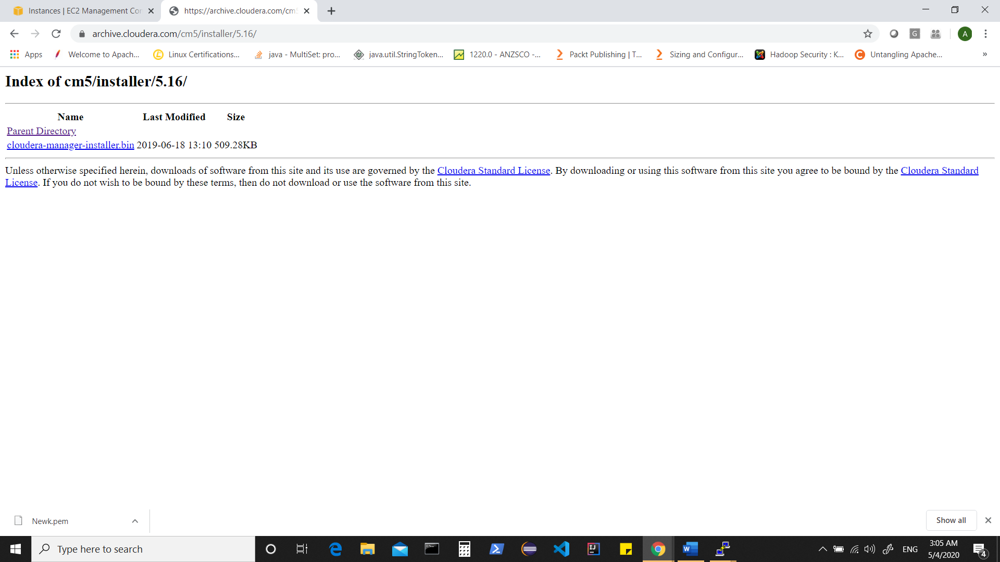 Instances | EC2 Management Con
https://archive.cloudera.com/cm5
archive.cloudera.com/cm5/installer/5.16/
G
A
Apps
Welcome to Apach...
Linux Certifications...
java - MultiSet: pro...
java.util.StringToken...
1220.0 - ANZSCO -...
Packt Publishing | T...
Sizing and Configur...
Hadoop Security : K...
Untangling Apache...
»
Index of cm5/installer/5.16/
Name Last Modified Size
Parent Directory
cloudera-manager-installer.bin 2019-06-18 13:10 509.28KB
Unless otherwise specified herein, downloads of software from this site and its use are governed by the Cloudera Standard License. By downloading or using this software from this site you agree to be bound by the Cloudera Standard
License. If you do not wish to be bound by these terms, then do not download or use the software from this site.
Newk.pem
Show all
Type here to search
ENG
3:05 AM
5/4/2020
4